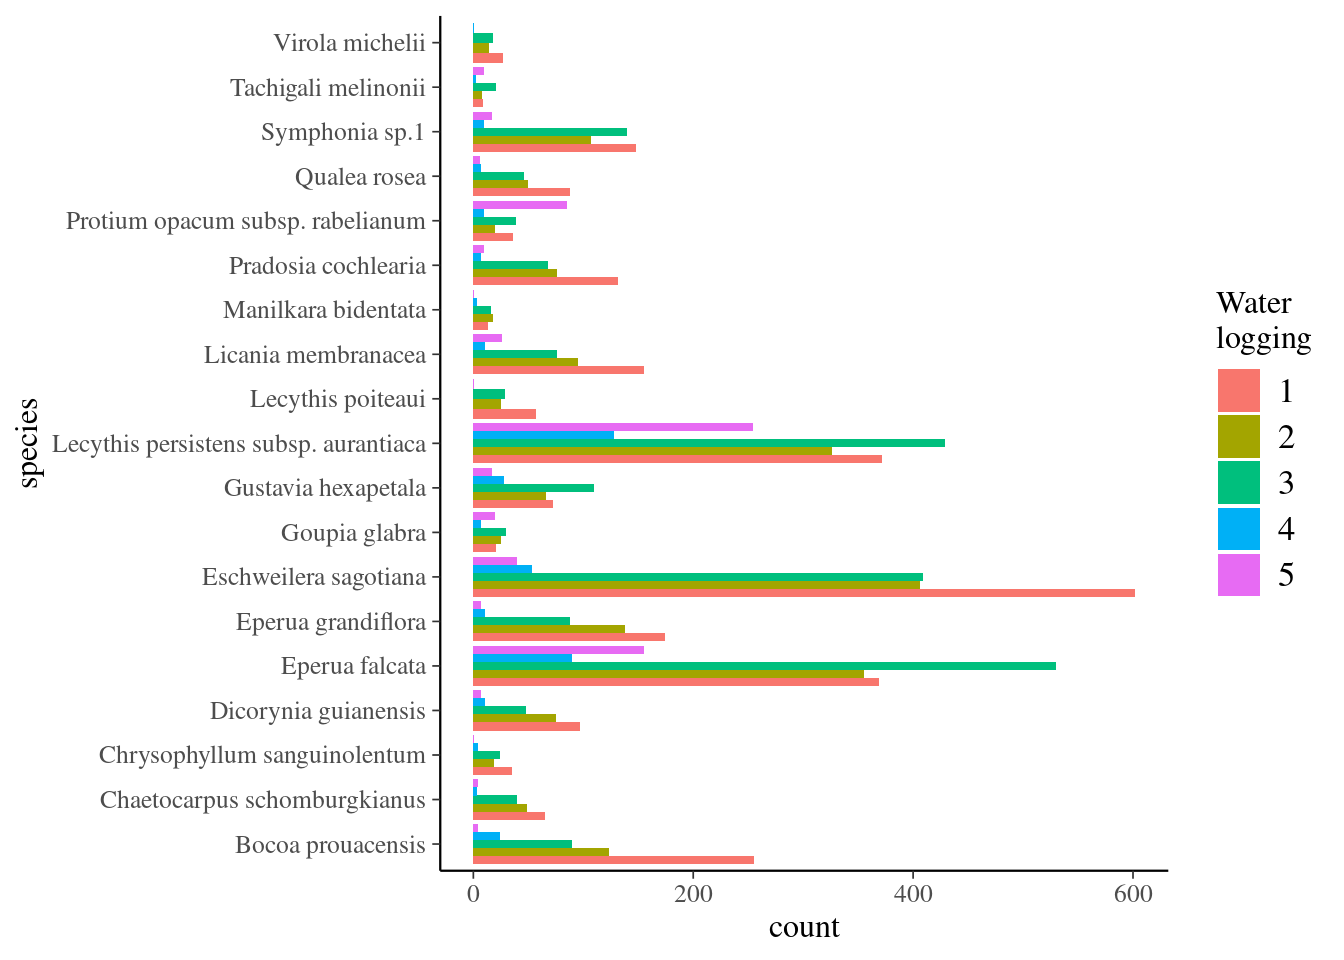 Virola michelii
Tachigali melinonii
Symphonia sp.1
Qualea rosea
Protium opacum subsp. rabelianum
Pradosia cochlearia
Manilkara bidentata
Licania membranacea
Lecythis poiteaui
Lecythis persistens subsp. aurantiaca
Gustavia hexapetala
Goupia glabra
Eschweilera sagotiana
Eperua grandiflora
Eperua falcata
Dicorynia guianensis
Chrysophyllum sanguinolentum
Chaetocarpus schomburgkianus
Bocoa prouacensis
species
0 200 400 600
count
Water
logging
1
2
3
4
5